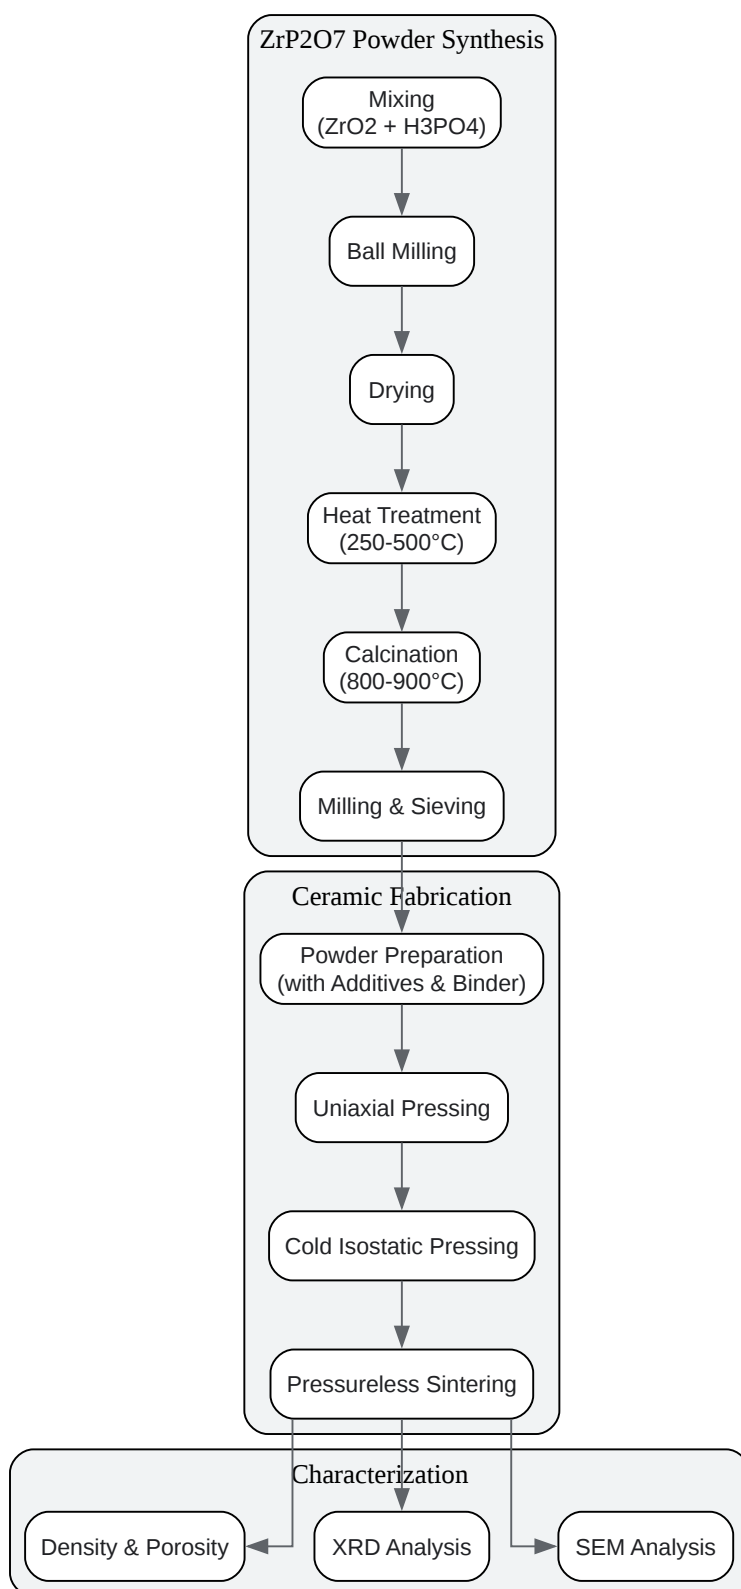 ZrP2O7 Powder Synthesis
Mixing
(ZrO2 + H3PO4)
Ball Milling
Drying
Heat Treatment
(250-500°C)
Calcination
(800-900°C)
Milling & Sieving
Ceramic Fabrication
Powder Preparation
(with Additives & Binder)
Uniaxial Pressing
Cold Isostatic Pressing
Pressureless Sintering
Characterization
Density & Porosity
XRD Analysis
SEM Analysis